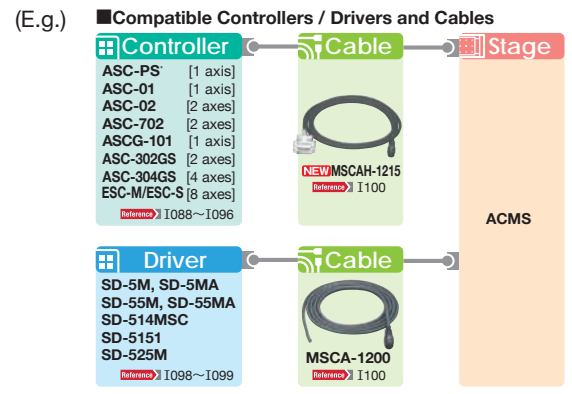 (E.g.)
■Compatible Controllers / Drivers and Cables
Controller
Cable
Stage
ASC-PS* [1 axis]
ASC-01 [1 axis]
ASC-02 [2 axes]
ASC-702 [2 axes]
ASCG-101 [1 axis]
ASC-302GS [2 axes]
ASC-304GS [4 axes]
ESC-M/ESC-S [8 axes]
Reference I088～I096
NEW MSCAH-1215
Reference I100
ACMS
Driver
Cable
SD-5M, SD-5MA
SD-55M, SD-55MA
SD-514MSC
SD-5151
SD-525M
Reference I098～I099
MSCA-1200
Reference I100